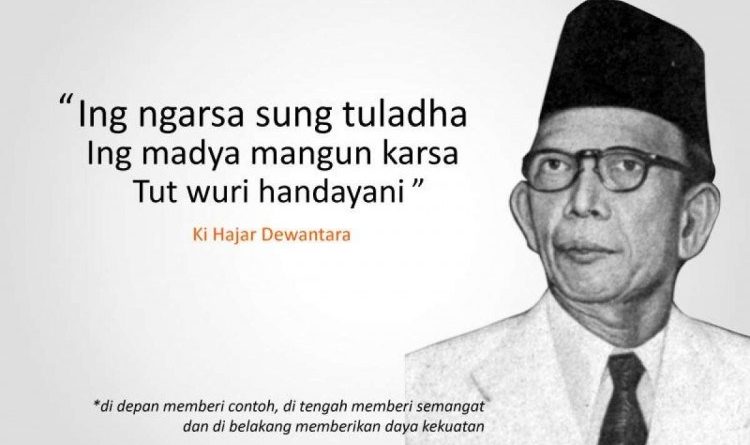 “Ing ngarsa sung tuladha
Ing madya mangun karsa
Tut wuri handayani”
Ki Hajar Dewantara
*di depan memberi contoh, di tengah memberi semangat
dan di belakang memberikan daya kekuatan